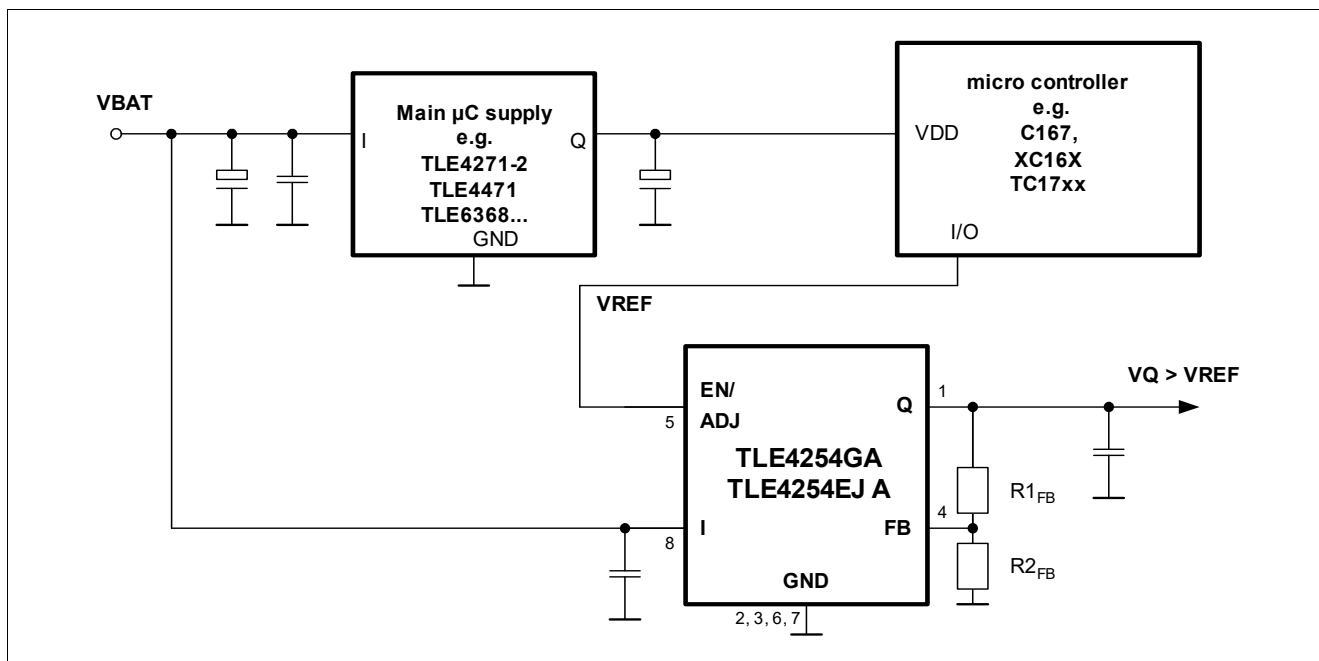 VBAT
I
Main µC supply
e.g.
Q
TLE4271-2
TLE4471
TLE6368...
GND
micro controller
e.g.
VDD
C167,
XC16X
TC17xx
I/O
VREF
EN/
ADJ
5
Q
1
VQ > VREF
TLE4254GA
TLE4254EJ A
R1FB
I
8
FB
4
R2FB
GND
2, 3, 6, 7